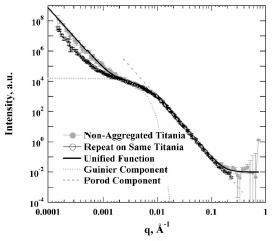 10^8
10^6
10^4
10^2
10^0
10^-2
10^-4
Intensity, a.u.
Non-Aggregated Titania
Repeat on Same Titania
Unified Function
Guinier Component
Porod Component
0.0001
0.001
0.01
0.1
1
q, Å^-1